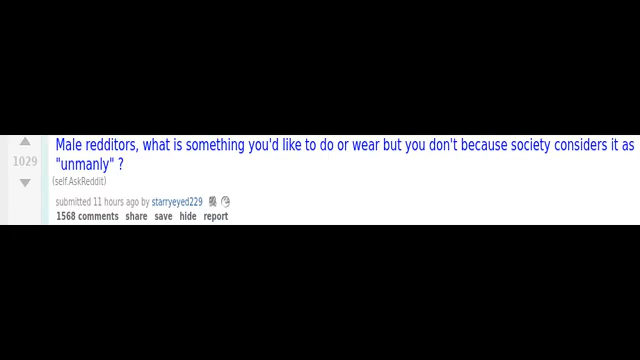 Male redditors, what is something you'd like to do or wear but you don't because society considers it as
"unmanly" ?
1029
(self.AskReddit)
submitted 11 hours ago by starryeyed229
1568 comments share save hide report